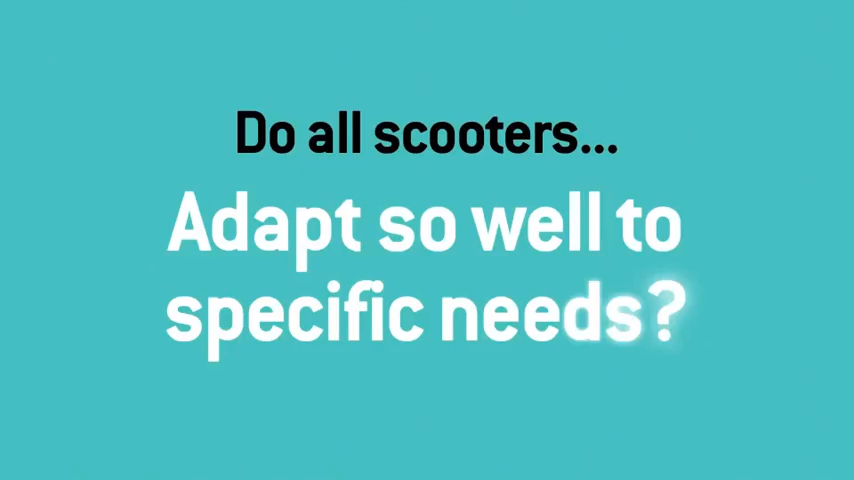 Do all scooters...
Adapt so well to
specific needs?